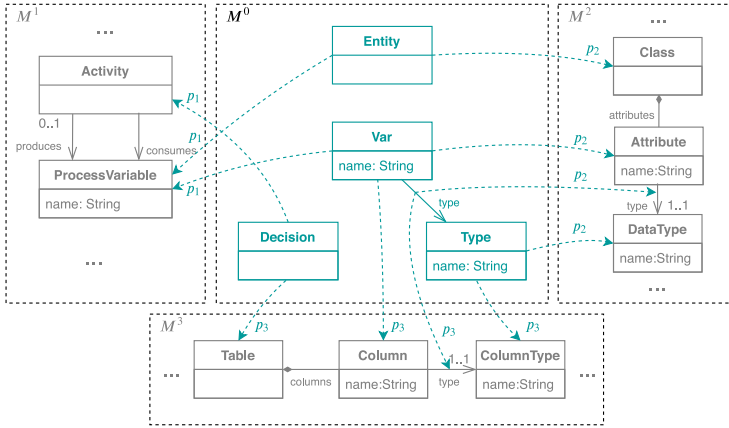 M¹
...
Activity
0..1
produces
consumes
ProcessVariable
name: String
...
p₁
p₁
p₁
M⁰
Entity
Var
name: String
type
Decision
Type
name: String
M²
...
p₂
Class
attributes
p₂
Attribute
name:String
p₂
type
1..1
p₂
DataType
name:String
...
M³
p₃
p₃
p₃
p₃
...
Table
columns
Column
name:String
1..1
type
ColumnType
name:String
...